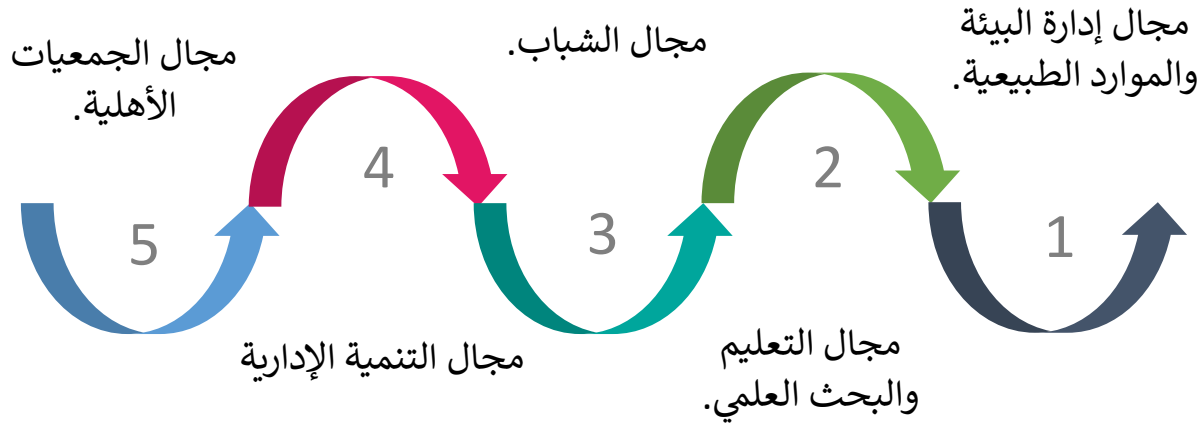 1
مجال إدارة البيئة
والموارد الطبيعية.
2
مجال التعليم
والبحث العلمي.
3
مجال الشباب.
4
مجال التنمية الإدارية
5
مجال الجمعيات
الأهلية.